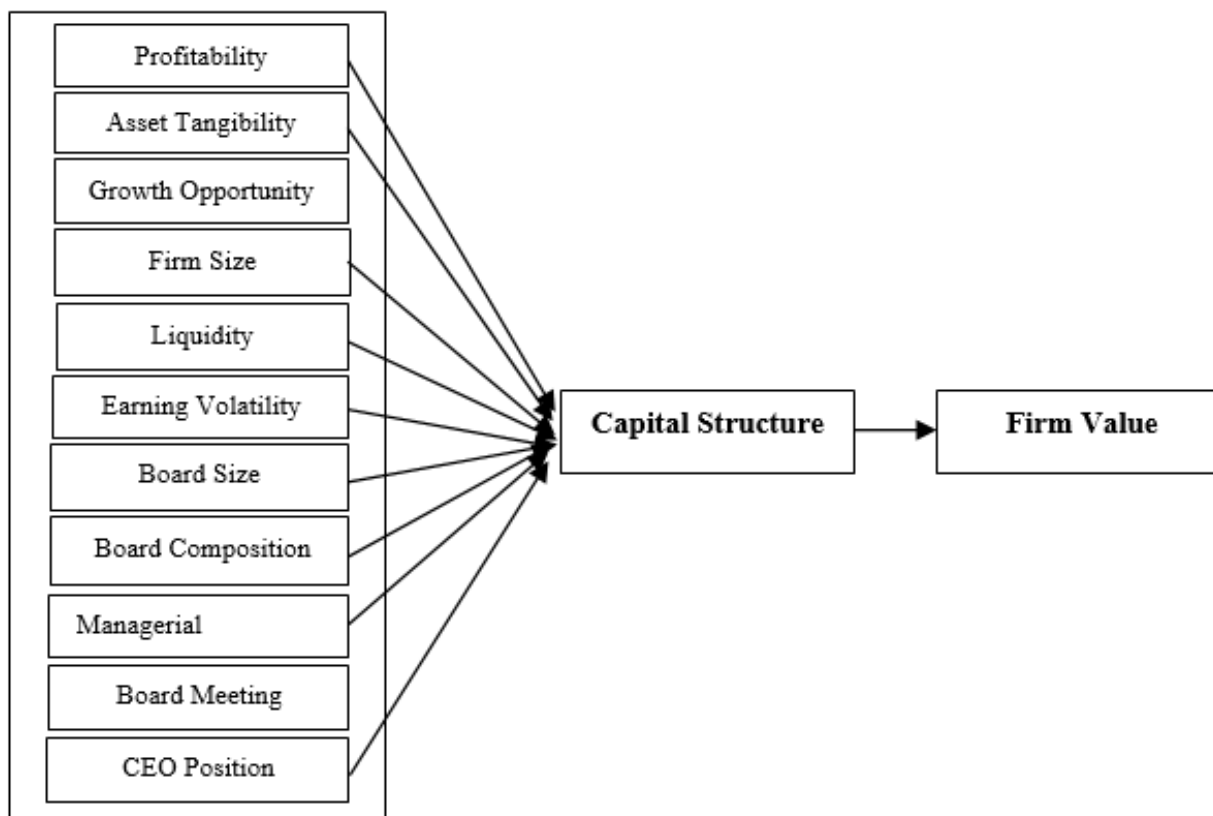 Profitability
Asset Tangibility
Growth Opportunity
Firm Size
Liquidity
Earning Volatility
Board Size
Board Composition
Managerial
Board Meeting
CEO Position
Capital Structure
Firm Value